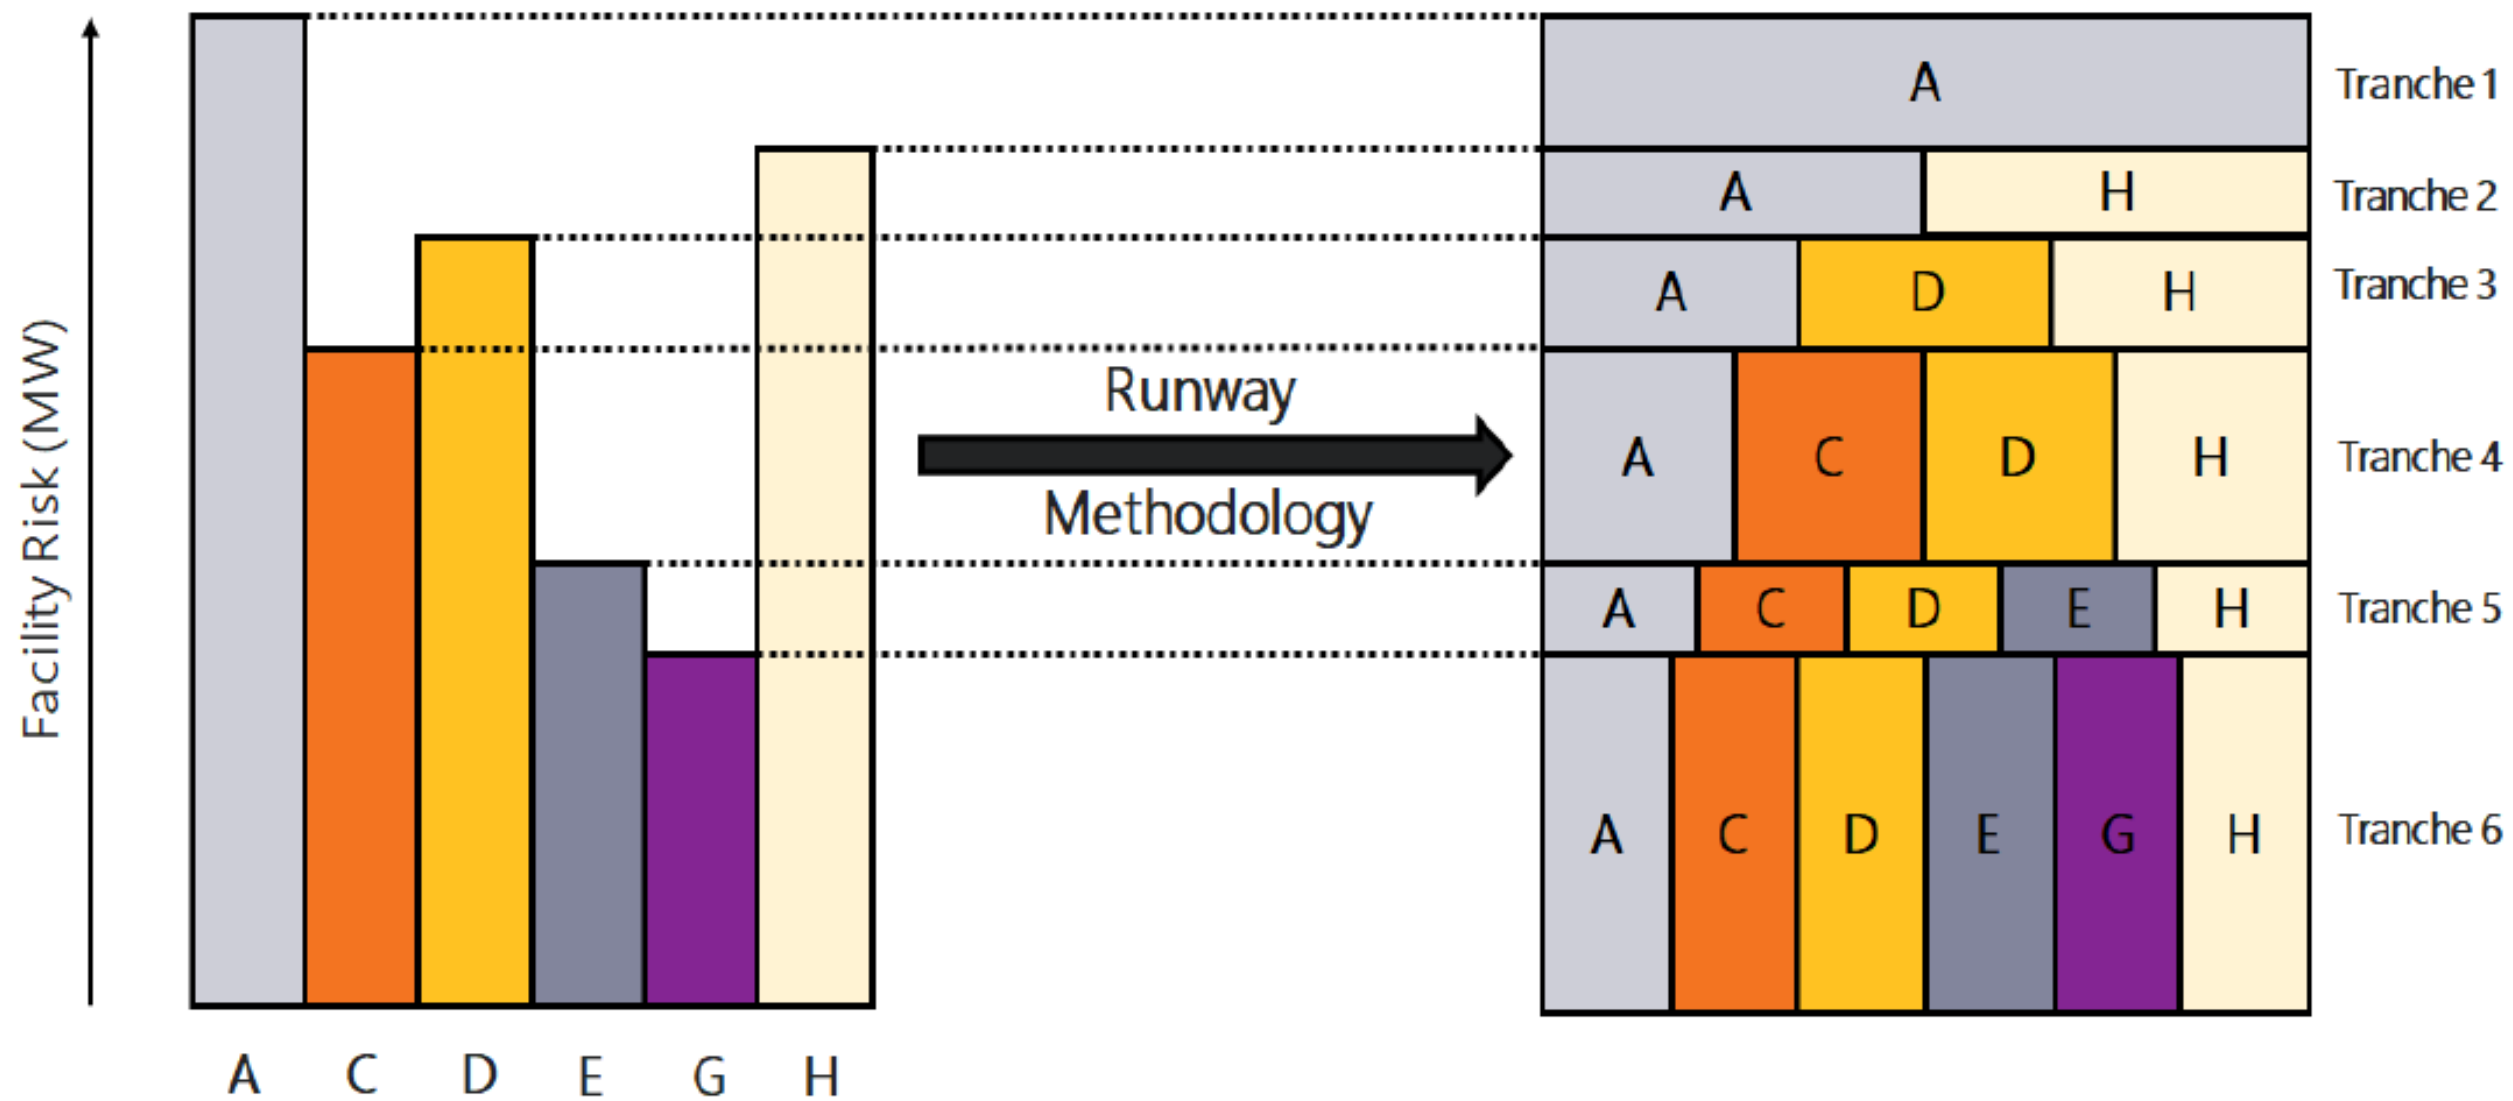 Facility Risk (MW)
A C D E G H
Runway
Methodology
A Tranche 1
A H Tranche 2
A D H Tranche 3
A C D H Tranche 4
A C D E H Tranche 5
A C D E G H Tranche 6